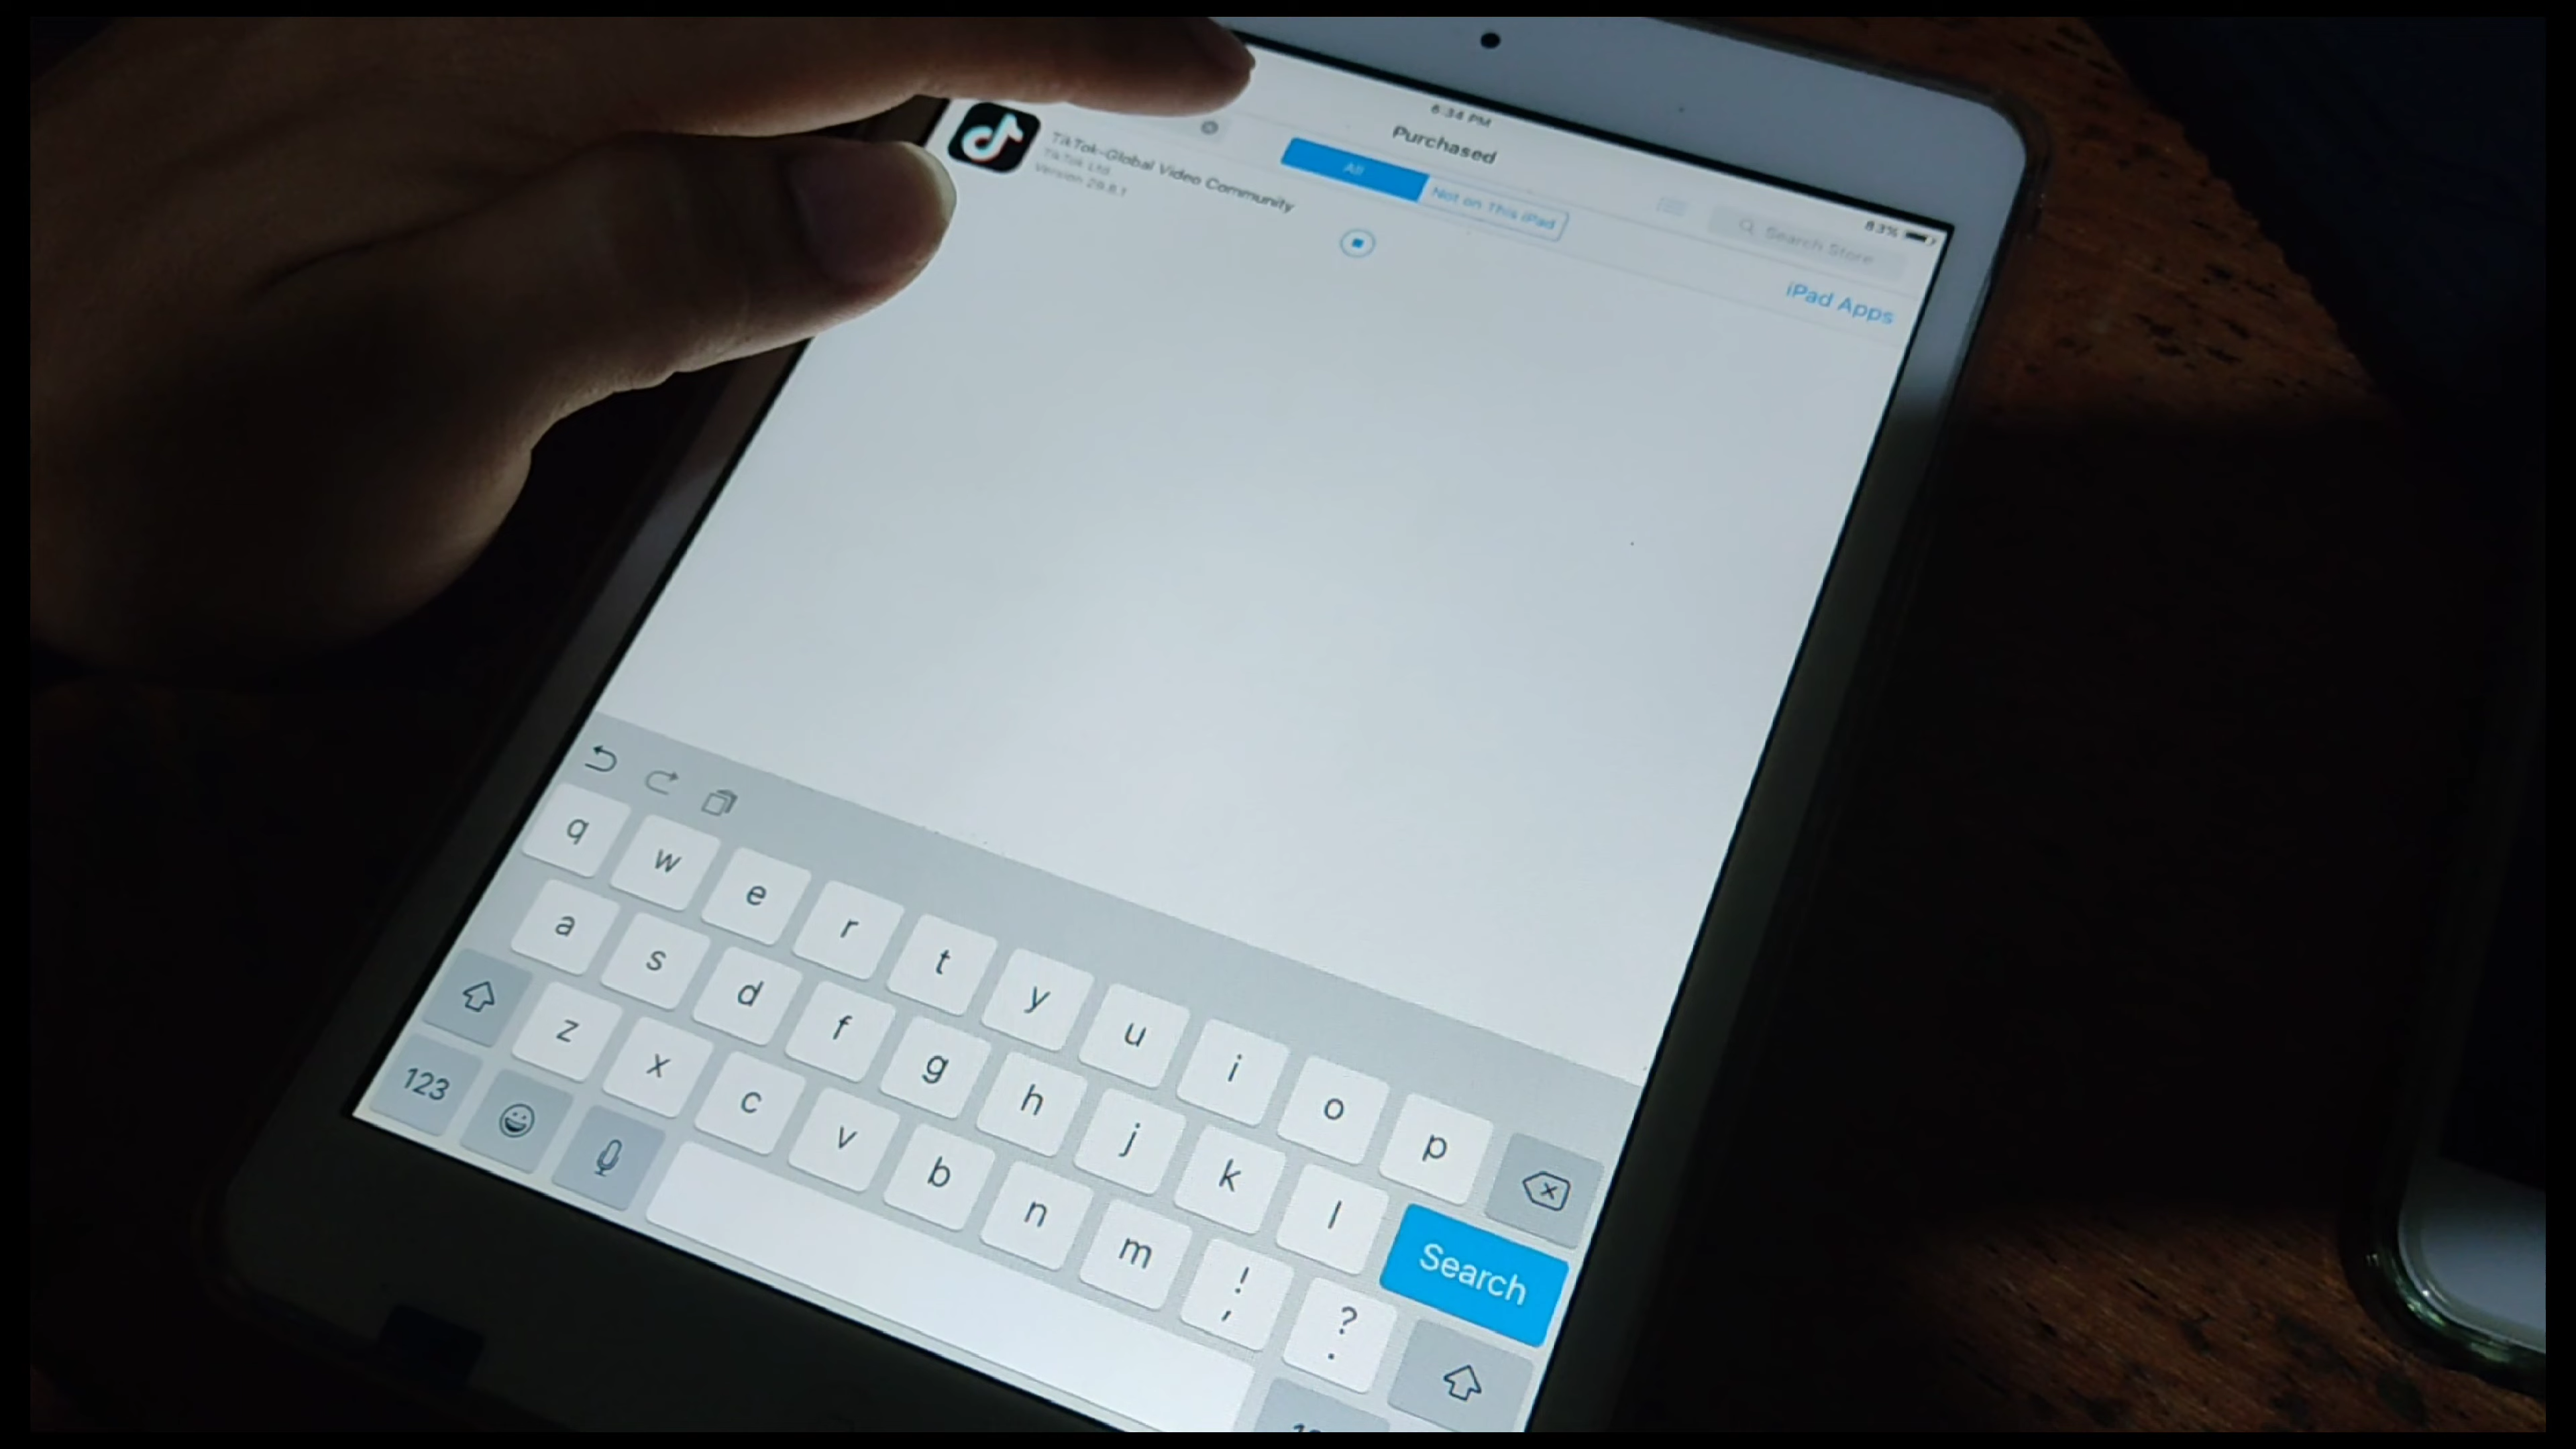 6:34 PM
83%
Purchased
Search Store
All
Not on This iPad
iPad Apps
TikTok-Global Video Community
TikTok Ltd
Version 29.8.1
q w e r t y u i o p
a s d f g h j k l Search
z x c v b n m ! , ? .
123